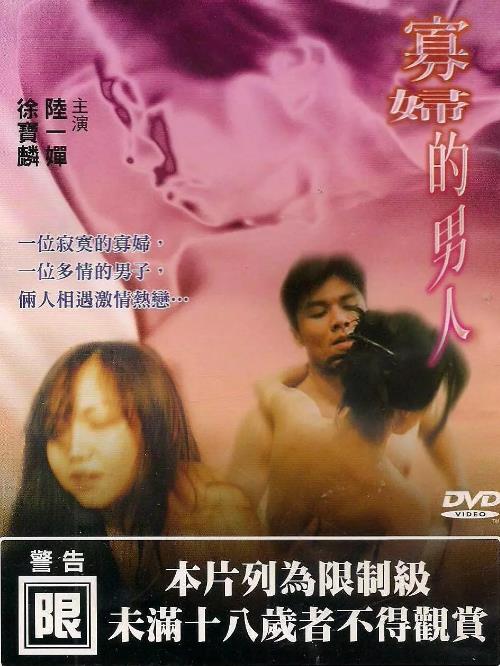 寡婦的男人
主演
陸一嬋
徐寶麟
一位寂寞的寡婦，
一位多情的男子，
倆人相遇激情熱戀…
DVD
VIDEO
TM
警告
限
本片列為限制級
未滿十八歲者不得觀賞